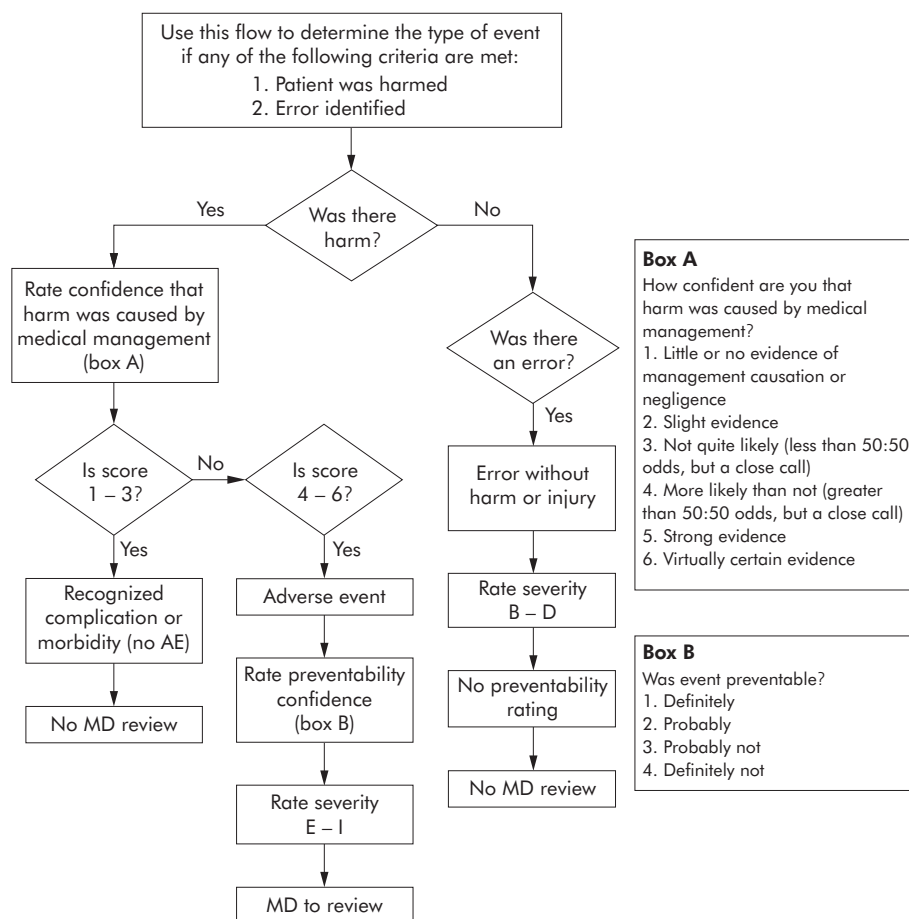 Use this flow to determine the type of event
if any of the following criteria are met:
1. Patient was harmed
2. Error identified
Yes
Was there
harm?
No
Rate confidence that
harm was caused by
medical management
(box A)
Was there
an error?
Yes
Is score
1 – 3?
No
Is score
4 – 6?
Error without
harm or injury
Yes
Yes
Recognized
complication or
morbidity (no AE)
Adverse event
Rate severity
B – D
Rate preventability
confidence
(box B)
No preventability
rating
No MD review
Rate severity
E – I
No MD review
MD to review
Box A
How confident are you that
harm was caused by medical
management?
1. Little or no evidence of
management causation or
negligence
2. Slight evidence
3. Not quite likely (less than 50:50
odds, but a close call)
4. More likely than not (greater
than 50:50 odds, but a close call)
5. Strong evidence
6. Virtually certain evidence
Box B
Was event preventable?
1. Definitely
2. Probably
3. Probably not
4. Definitely not